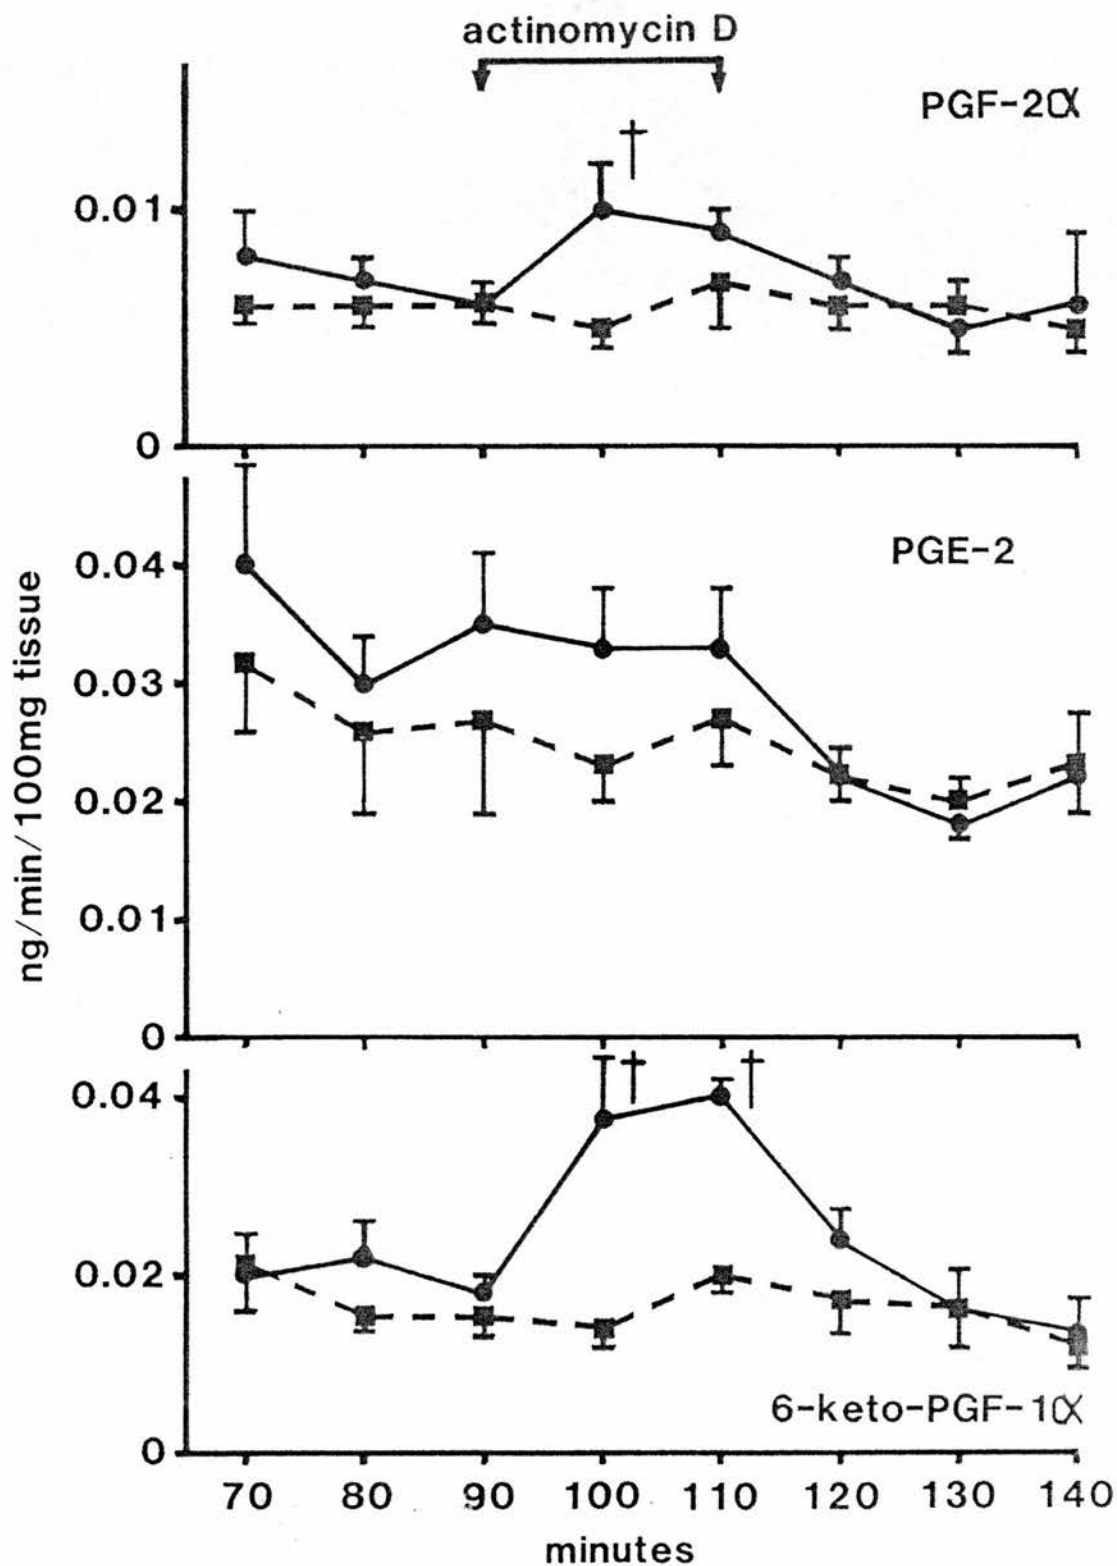 actinomycin D
PGF-2α
†
0.01
0
PGE-2
0.04
0.03
0.02
0.01
0
ng/min/100mg tissue
† †
0.04
0.02
6-keto-PGF-1α
0
70 80 90 100 110 120 130 140
minutes